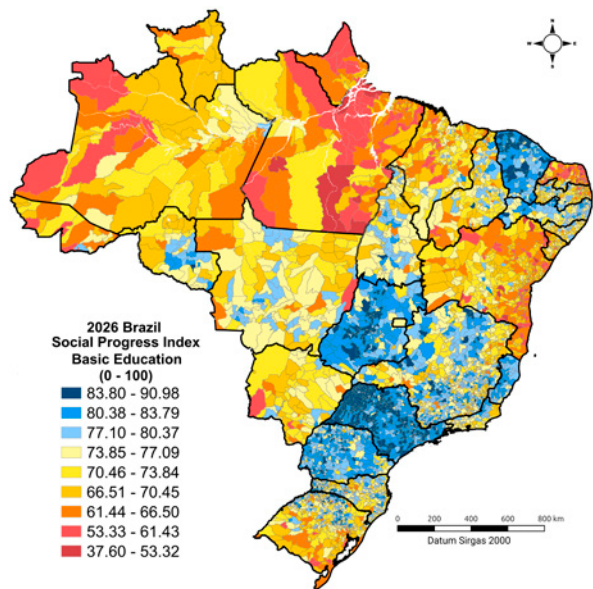 N
W
E
S
2026 Brazil
Social Progress Index
Basic Education
(0 - 100)
83.80 - 90.98
80.38 - 83.79
77.10 - 80.37
73.85 - 77.09
70.46 - 73.84
66.51 - 70.45
61.44 - 66.50
53.33 - 61.43
37.60 - 53.32
0 200 400 600 800 km
Datum Sirgas 2000